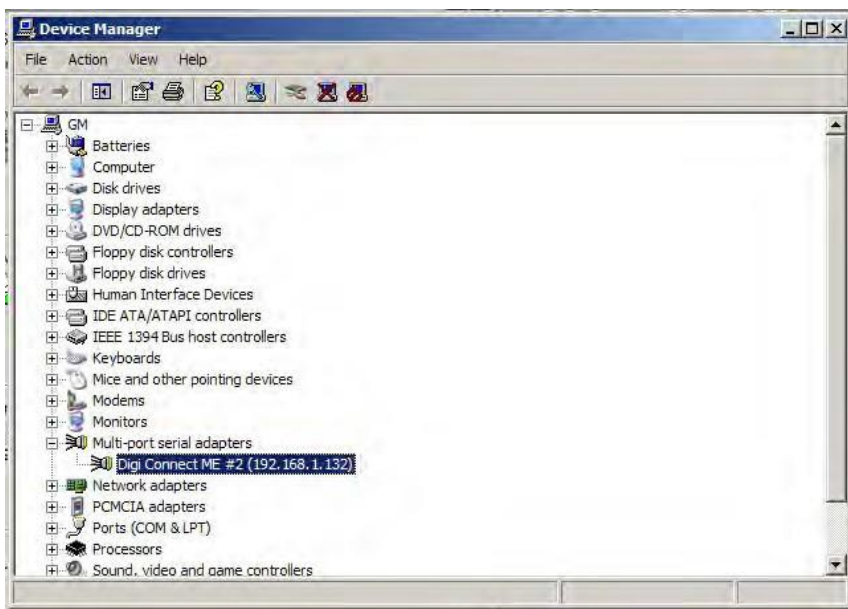 Device Manager
File Action View Help
GM
Batteries
Computer
Disk drives
Display adapters
DVD/CD-ROM drives
Floppy disk controllers
Floppy disk drives
Human Interface Devices
IDE ATA/ATAPI controllers
IEEE 1394 Bus host controllers
Keyboards
Mice and other pointing devices
Modems
Monitors
Multi-port serial adapters
Digi Connect ME #2 (192.168.1.132)
Network adapters
PCMCIA adapters
Ports (COM & LPT)
Processors
Sound, video and game controllers